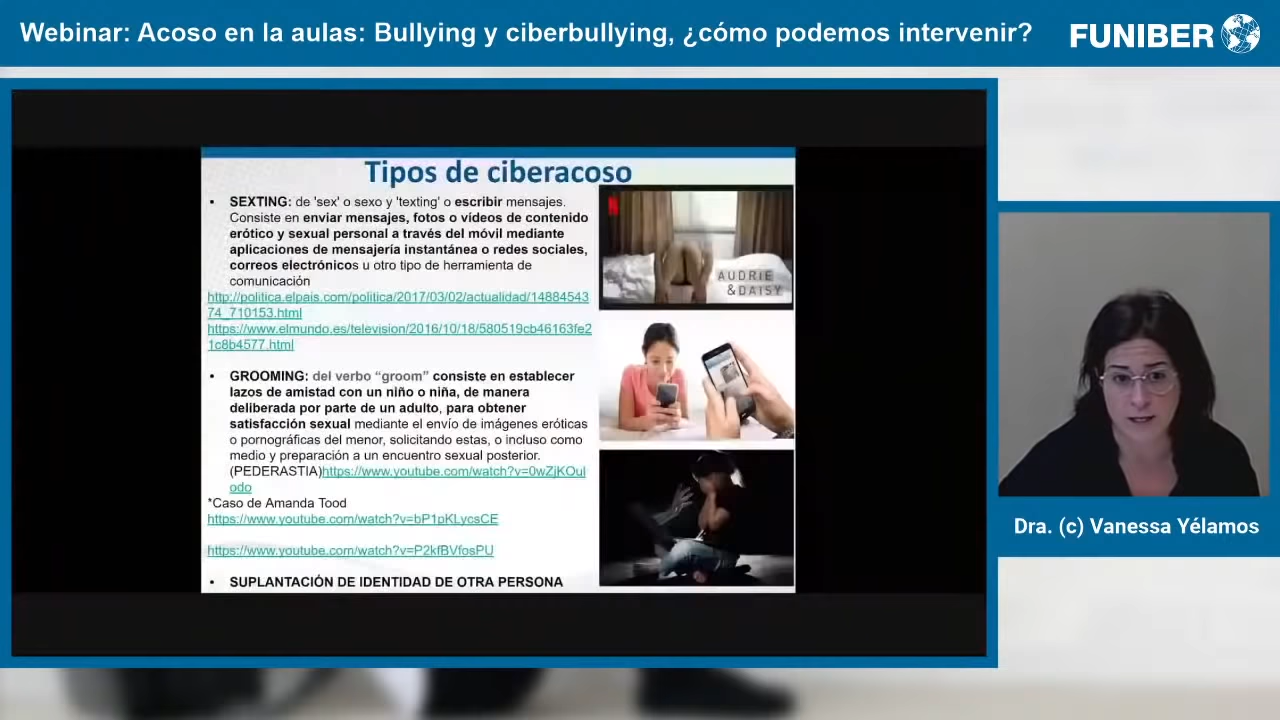 Webinar: Acoso en la aulas: Bullying y ciberbullying, ¿cómo podemos intervenir?
FUNIBER
Tipos de ciberacoso
• SEXTING: de 'sex' o sexo y 'texting' o escribir mensajes.
Consiste en enviar mensajes, fotos o vídeos de contenido
erótico y sexual personal a través del móvil mediante
aplicaciones de mensajería instantánea o redes sociales,
correos electrónicos u otro tipo de herramienta de
comunicación
http://politica.elpais.com/politica/2017/03/02/actualidad/14884543
74_710153.html
https://www.elmundo.es/television/2016/10/18/580519cb46163fe2
1c8b4577.html
AUDRIE
&DAISY
• GROOMING: del verbo “groom” consiste en establecer
lazos de amistad con un niño o niña, de manera
deliberada por parte de un adulto, para obtener
satisfacción sexual mediante el envío de imágenes eróticas
o pornográficas del menor, solicitando estas, o incluso como
medio y preparación a un encuentro sexual posterior.
(PEDERASTIA)https://www.youtube.com/watch?v=0wZjKOul
odo
*Caso de Amanda Tood
https://www.youtube.com/watch?v=bP1pKLycsCE
https://www.youtube.com/watch?v=P2kfBVfosPU
• SUPLANTACIÓN DE IDENTIDAD DE OTRA PERSONA
Dra. (c) Vanessa Yélamos